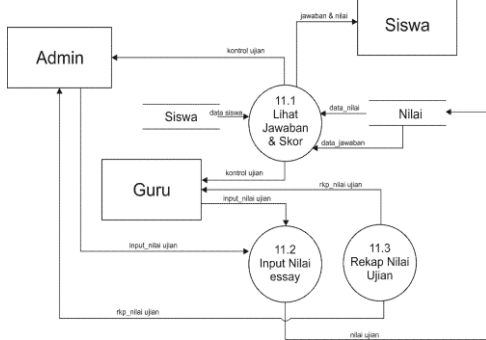 jawaban & nilai
Siswa
Admin
kontrol ujian
11.1
Lihat
Jawaban
& Skor
Siswa
data_siswa
data_nilai
Nilai
data_jawaban
kontrol ujian
Guru
rkp_nilai ujian
input_nilai ujian
input_nilai ujian
11.2
Input Nilai
essay
11.3
Rekap Nilai
Ujian
rkp_nilai ujian
nilai ujian